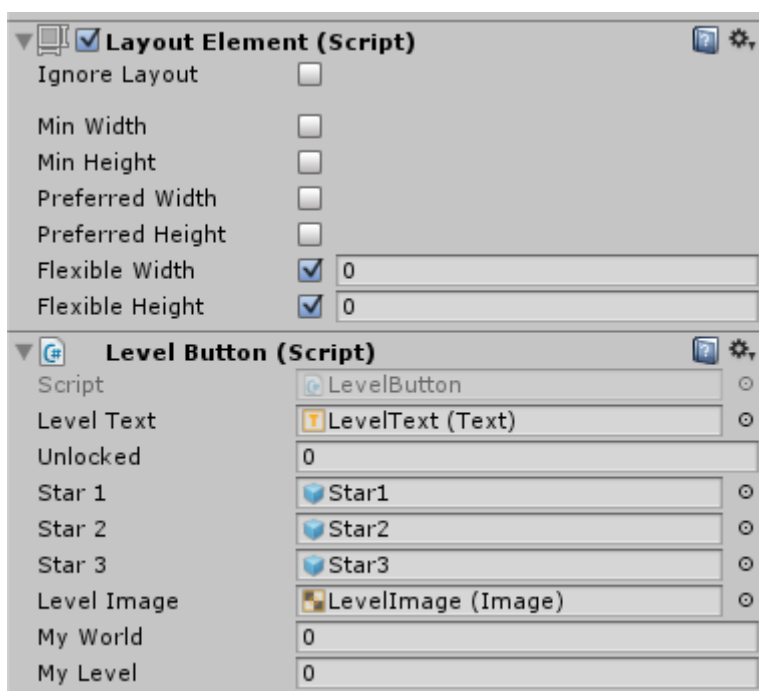 Layout Element (Script)
Ignore Layout
Min Width
Min Height
Preferred Width
Preferred Height
Flexible Width 0
Flexible Height 0
Level Button (Script)
Script LevelButton
Level Text LevelText (Text)
Unlocked 0
Star 1 Star1
Star 2 Star2
Star 3 Star3
Level Image LevelImage (Image)
My World 0
My Level 0